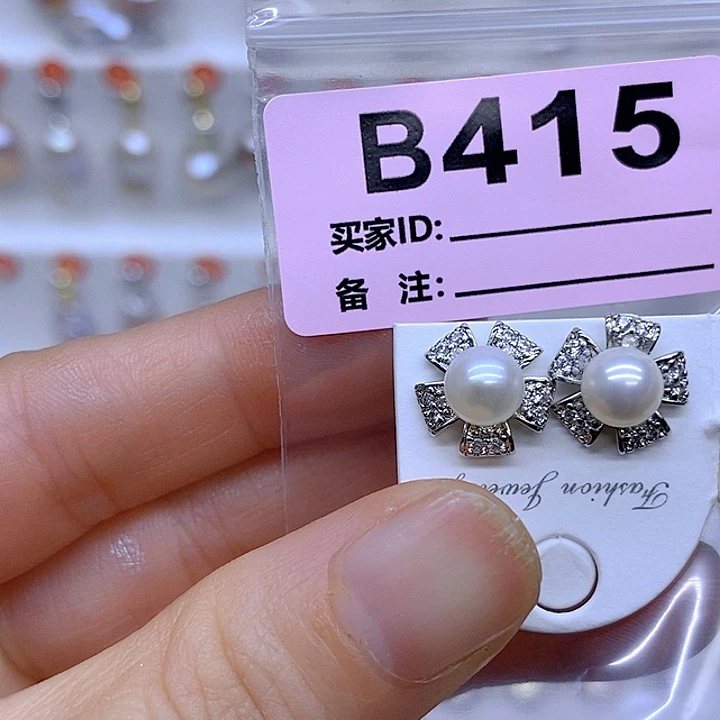 B415
买家ID:
备 注:
Fashion Jewelry